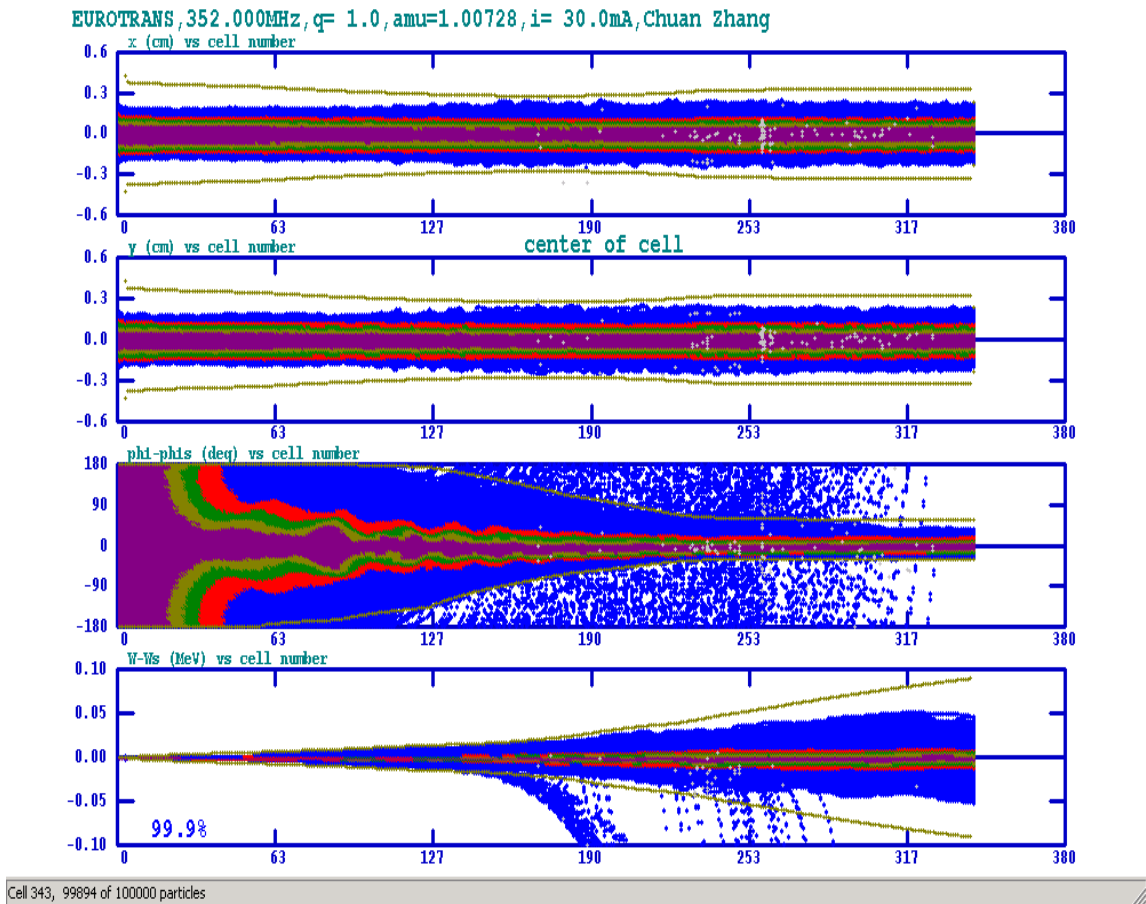 EUROTRANS,352.000MHz,q= 1.0,amu=1.00728,i= 30.0mA,Chuan Zhang
x (cm) vs cell number
0.6
0.3
0.0
-0.3
-0.6
0 63 127 190 253 317 380
y (cm) vs cell number
center of cell
0.6
0.3
0.0
-0.3
-0.6
0 63 127 190 253 317 380
phi-phis (deg) vs cell number
180
90
0
-90
-180
0 63 127 190 253 317 380
W-Ws (MeV) vs cell number
0.10
0.05
0.00
-0.05
-0.10
99.9%
0 63 127 190 253 317 380
Cell 343, 99894 of 100000 particles